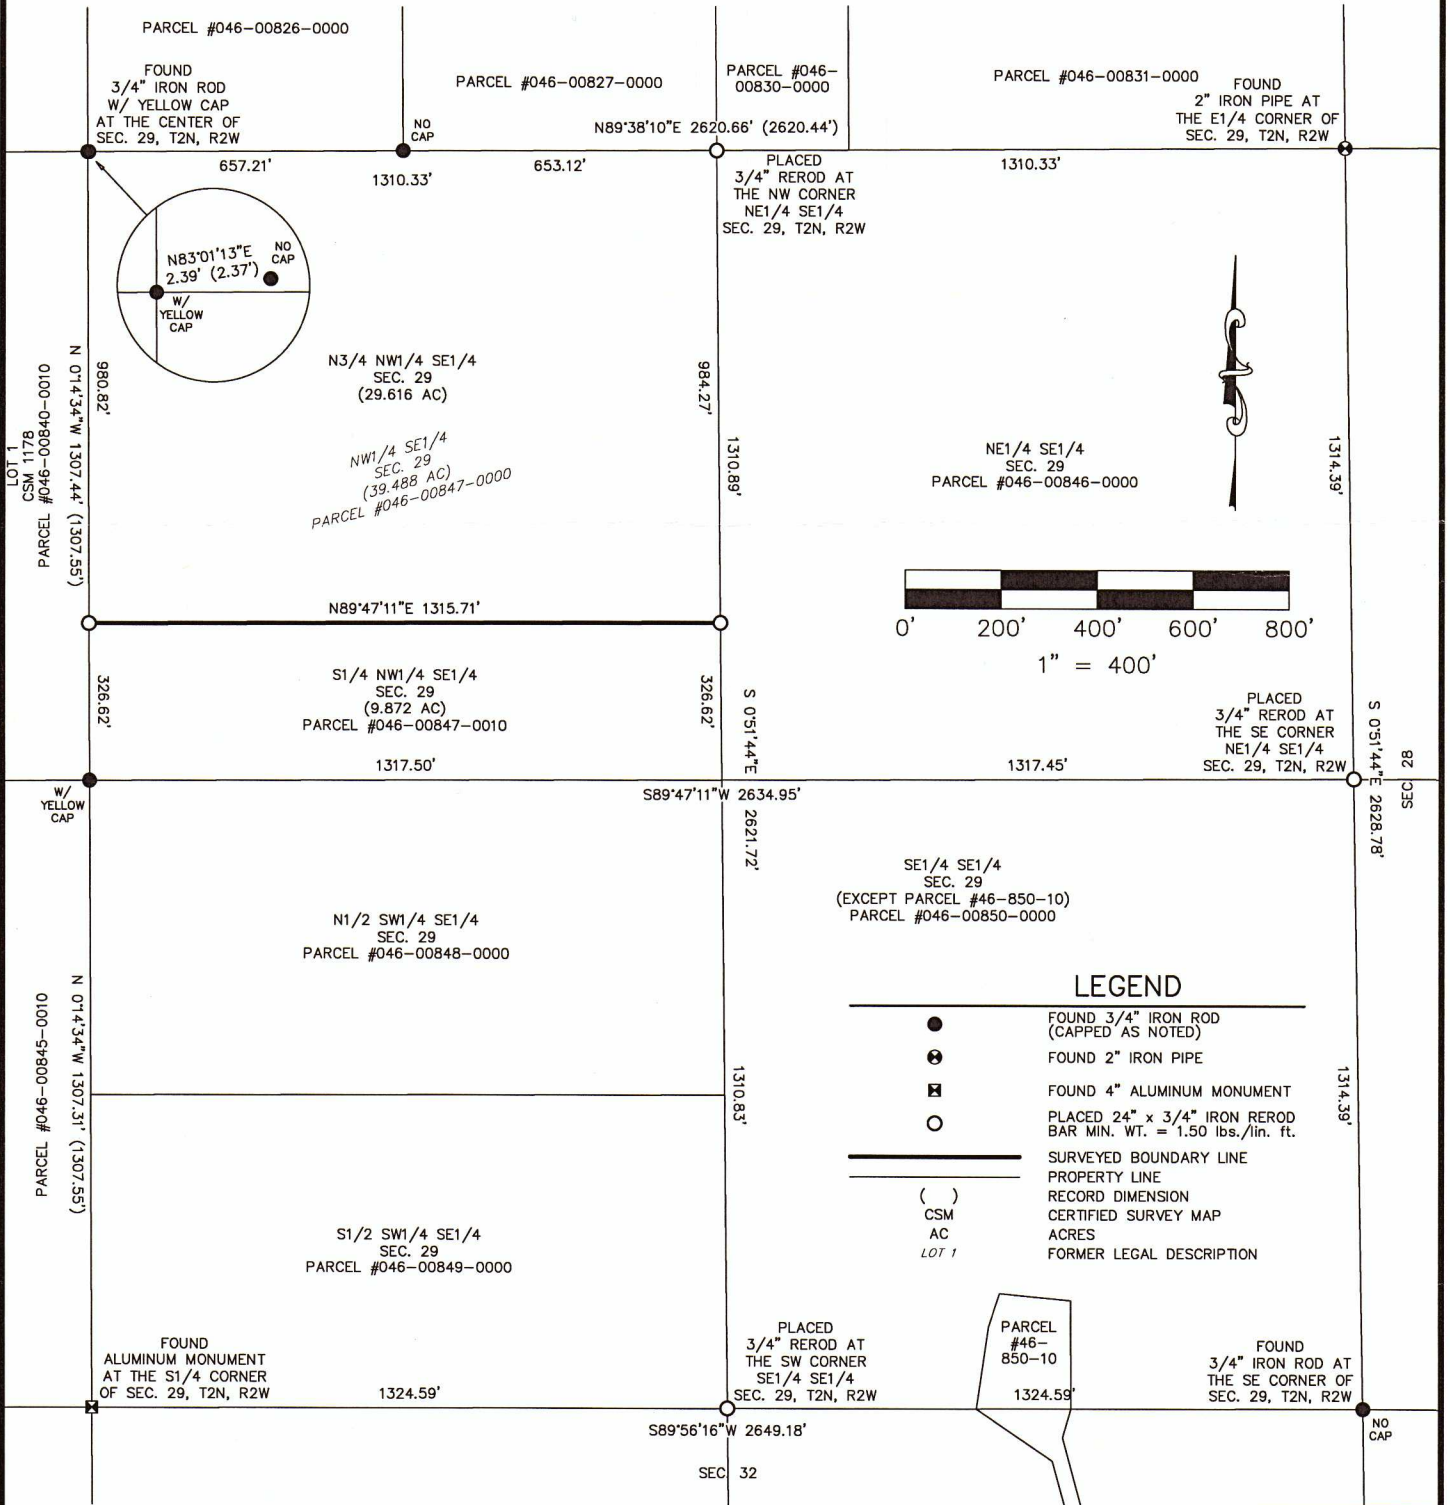 PARCEL #046-00826-0000
FOUND
3/4" IRON ROD
W/ YELLOW CAP
AT THE CENTER OF
SEC. 29, T2N, R2W
NO
CAP
PARCEL #046-00827-0000
PARCEL #046-
00830-0000
PARCEL #046-00831-0000
FOUND
2" IRON PIPE AT
THE E1/4 CORNER OF
SEC. 29, T2N, R2W
N89°38'10"E 2620.66' (2620.44')
657.21'
1310.33'
653.12'
PLACED
3/4" REROD AT
THE NW CORNER
NE1/4 SE1/4
SEC. 29, T2N, R2W
1310.33'
N83°01'13"E
2.39' (2.37')
NO
CAP
W/
YELLOW
CAP
LOT 1
CSM 1178
PARCEL #046-00840-0010
N 0°14'34"W 1307.44' (1307.55')
980.82'
N3/4 NW1/4 SE1/4
SEC. 29
(29.616 AC)
NW1/4 SE1/4
SEC. 29
(39.488 AC)
PARCEL #046-00847-0000
984.27'
1310.89'
NE1/4 SE1/4
SEC. 29
PARCEL #046-00846-0000
1314.39'
0' 200' 400' 600' 800'
1" = 400'
N89°47'11"E 1315.71'
326.62'
S1/4 NW1/4 SE1/4
SEC. 29
(9.872 AC)
PARCEL #046-00847-0010
326.62'
S 0°51'44"E 2621.72'
PLACED
3/4" REROD AT
THE SE CORNER
NE1/4 SE1/4
SEC. 29, T2N, R2W
S 0°51'44"E 2628.78'
SEC 28
1317.50'
1317.45'
S89°47'11"W 2634.95'
W/
YELLOW
CAP
N1/2 SW1/4 SE1/4
SEC. 29
PARCEL #046-00848-0000
SE1/4 SE1/4
SEC. 29
(EXCEPT PARCEL #46-850-10)
PARCEL #046-00850-0000
PARCEL #046-00845-0010
N 0°14'34"W 1307.31' (1307.55')
1310.83'
1314.39'
LEGEND
FOUND 3/4" IRON ROD
(CAPPED AS NOTED)
FOUND 2" IRON PIPE
FOUND 4" ALUMINUM MONUMENT
PLACED 24" x 3/4" IRON REROD
BAR MIN. WT. = 1.50 lbs./lin. ft.
SURVEYED BOUNDARY LINE
PROPERTY LINE
( ) RECORD DIMENSION
CSM CERTIFIED SURVEY MAP
AC ACRES
LOT 1 FORMER LEGAL DESCRIPTION
S1/2 SW1/4 SE1/4
SEC. 29
PARCEL #046-00849-0000
FOUND
ALUMINUM MONUMENT
AT THE S1/4 CORNER
OF SEC. 29, T2N, R2W
1324.59'
PLACED
3/4" REROD AT
THE SW CORNER
SE1/4 SE1/4
SEC. 29, T2N, R2W
PARCEL
#46-
850-10
1324.59'
FOUND
3/4" IRON ROD AT
THE SE CORNER OF
SEC. 29, T2N, R2W
NO
CAP
S89°56'16"W 2649.18'
SEC 32